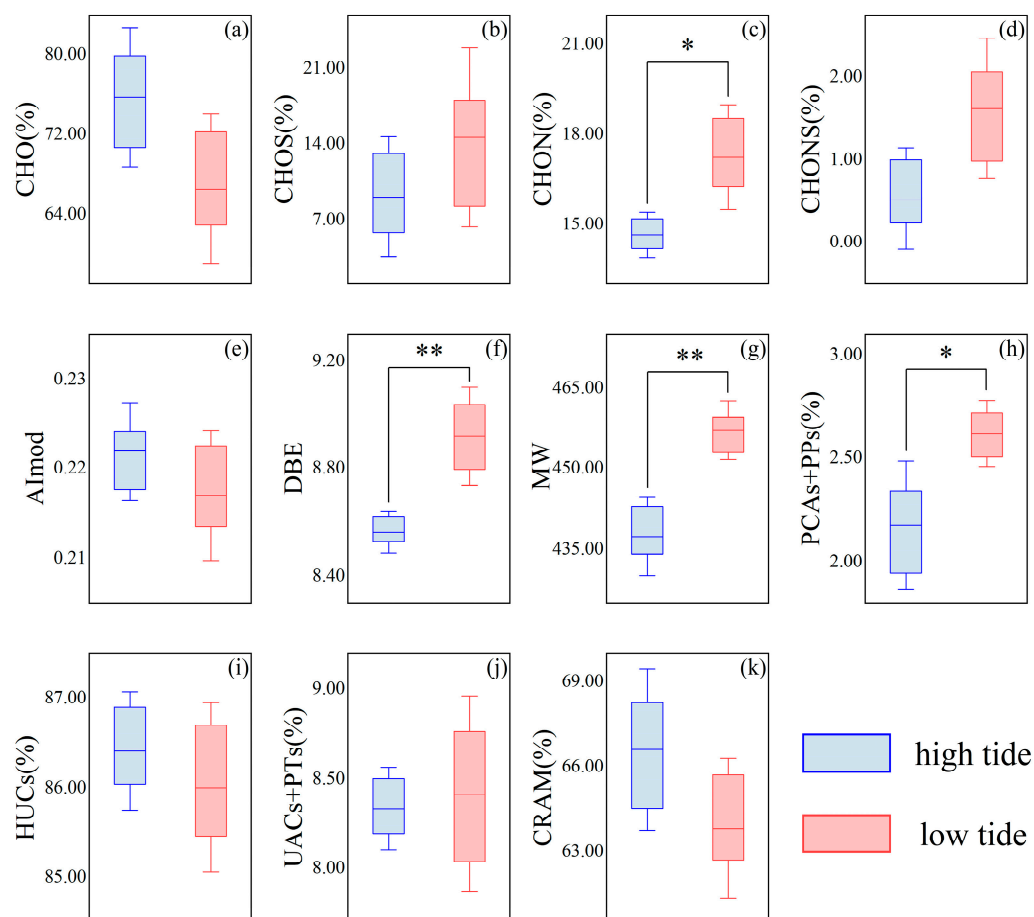 (a)
80.00
72.00
64.00
CHO(%)
(b)
21.00
14.00
7.00
CHOS(%)
(c)
21.00
18.00
15.00
CHON(%)
*
(d)
2.00
1.00
0.00
CHONS(%)
(e)
0.23
0.22
0.21
AImod
(f)
9.20
8.80
8.40
DBE
**
(g)
465.00
450.00
435.00
MW
**
(h)
3.00
2.50
2.00
PCAs+PPs(%)
*
(i)
87.00
86.00
85.00
HUCs(%)
(j)
9.00
8.50
8.00
UACs+PTs(%)
(k)
69.00
66.00
63.00
CRAM(%)
high tide
low tide